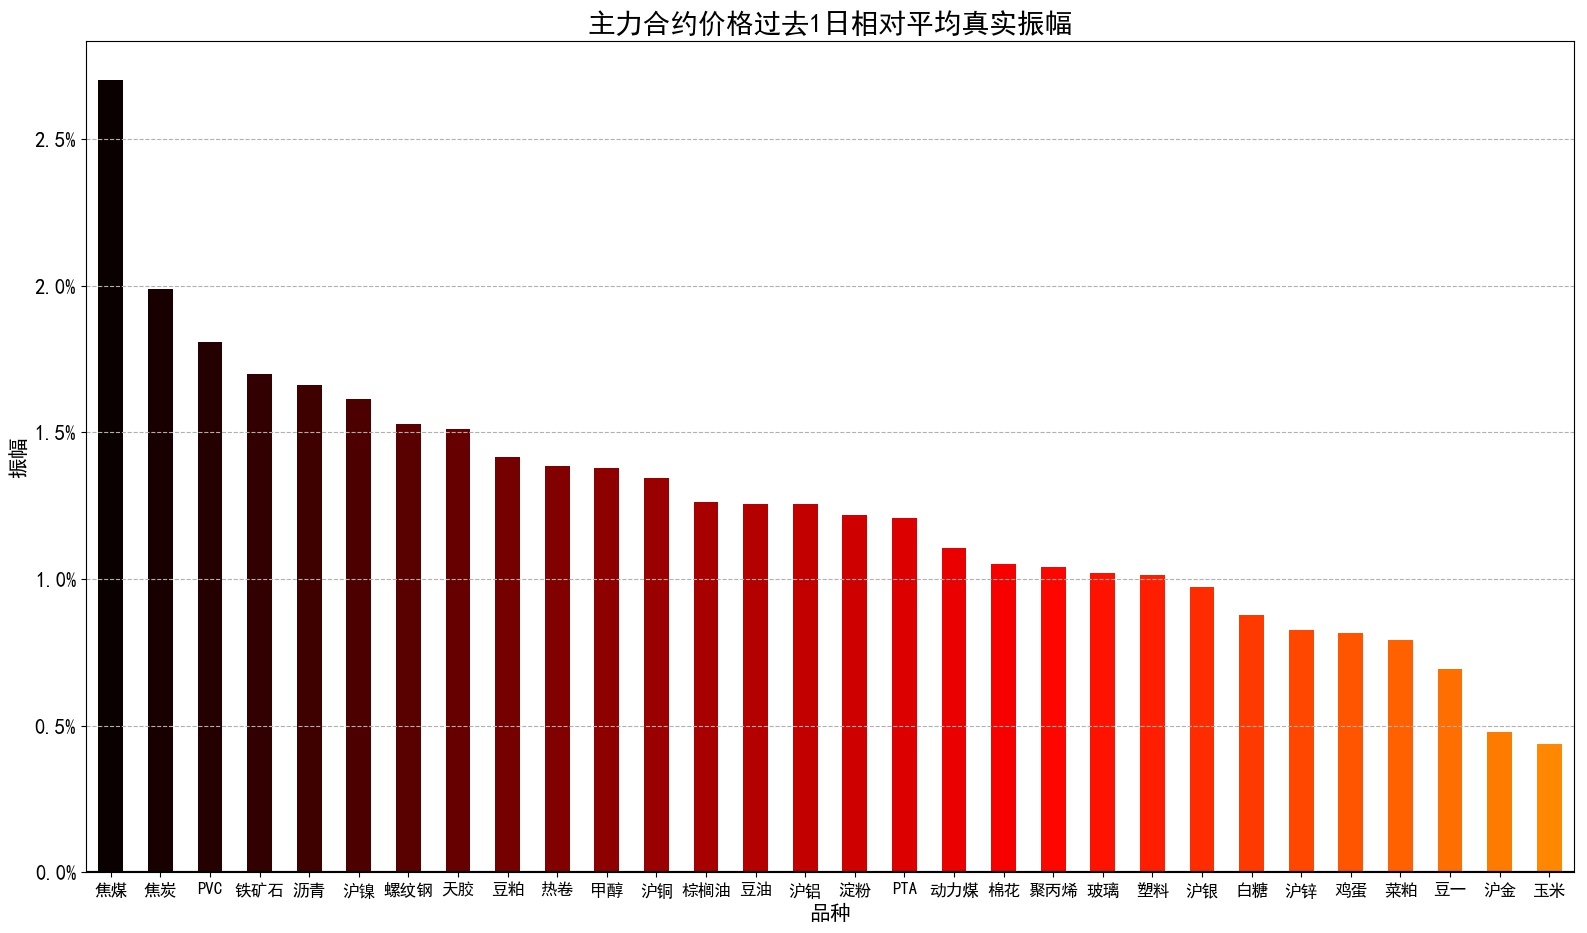 主力合约价格过去1日相对平均真实振幅
振幅
2.5%
2.0%
1.5%
1.0%
0.5%
0.0%
焦煤 焦炭 PVC 铁矿石 沥青 沪镍 螺纹钢 天胶 豆粕 热卷 甲醇 沪铜 棕榈油 豆油 沪铝 淀粉 PTA 动力煤 棉花 聚丙烯 玻璃 塑料 沪银 白糖 沪锌 鸡蛋 菜粕 豆一 沪金 玉米
品种